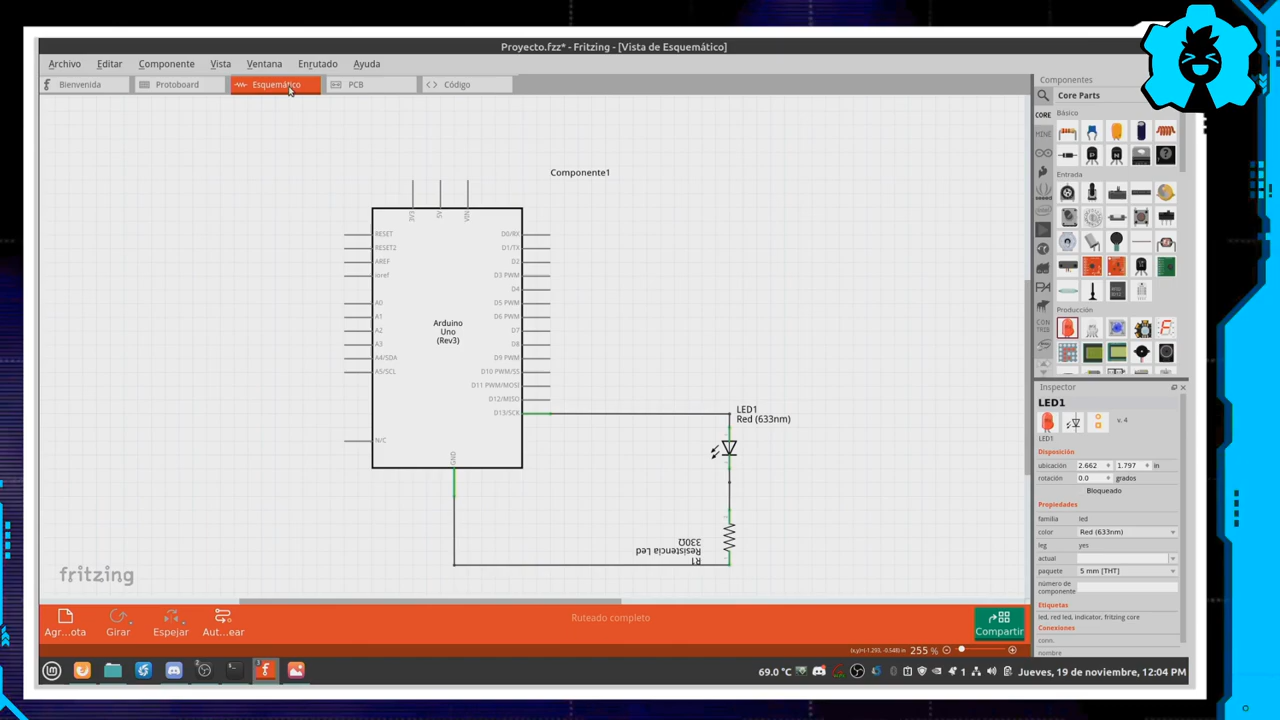 Proyecto.fzz* - Fritzing - [Vista de Esquemático]
Archivo Editar Componente Vista Ventana Enrutado Ayuda
Bienvenida Protoboard Esquemático PCB Código
Componente1
3V3 5V VIN
RESET D0/RX
RESET2 D1/TX
AREF D2
ioref D3 PWM
D4
A0 D5 PWM
A1 D6 PWM
A2 D7
A3 D8
A4/SDA D9 PWM
A5/SCL D10 PWM/SS
D11 PWM/MOSI
D12/MISO
D13/SCK
N/C
GND
Arduino
Uno
(Rev3)
LED1
Red (633nm)
R1
Resistencia Led
330Ω
fritzing
Agr...ota Girar Espejar Aut...ear
Ruteado completo
Compartir
255 %
Componentes
Core Parts
CORE
MINE
CON
TRIB
Básico
Entrada
Producción
Inspector
LED1
v. 4
LED1
Disposición
ubicación 2.662 1.797 in
rotación 0.0 grados
Bloqueado
Propiedades
familia led
color Red (633nm)
leg yes
actual
paquete 5 mm [THT]
número de
componente
Etiquetas
led, red led, indicator, fritzing core
Conexiones
conn.
nombre
69.0 °C 1 Jueves, 19 de noviembre, 12:04 PM